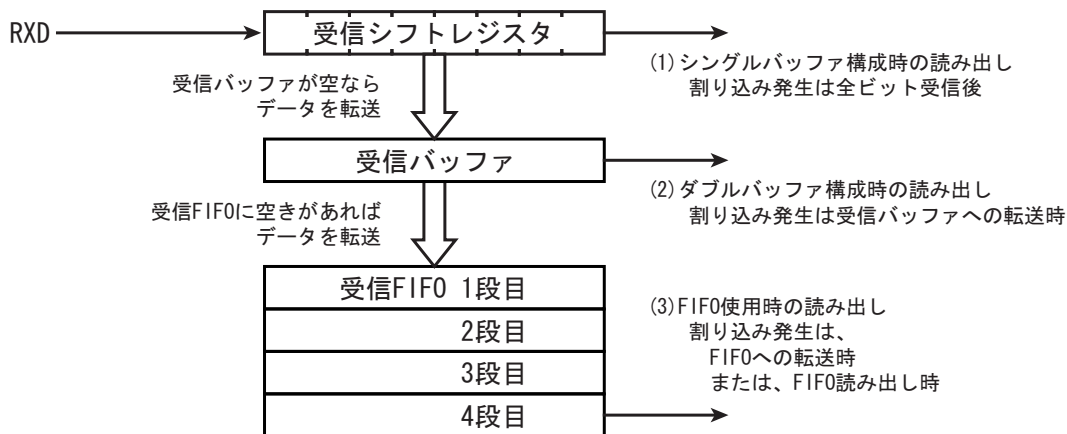 RXD
受信シフトレジスタ
(1)シングルバッファ構成時の読み出し
割り込み発生は全ビット受信後
受信バッファが空なら
データを転送
受信バッファ
(2)ダブルバッファ構成時の読み出し
割り込み発生は受信バッファへの転送時
受信FIFOに空きがあれば
データを転送
受信FIFO 1段目
2段目
3段目
4段目
(3)FIFO使用時の読み出し
割り込み発生は、
FIFOへの転送時
または、FIFO読み出し時